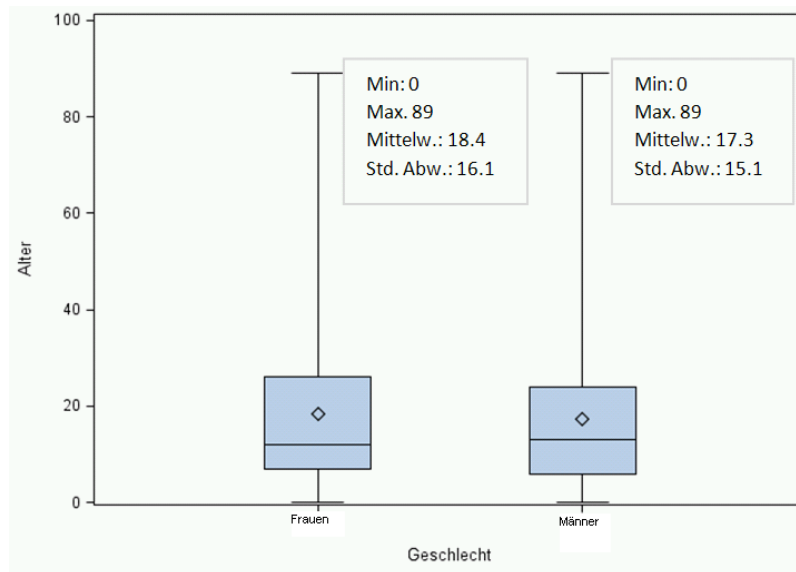 100
80
60
40
20
0
Alter
Min: 0
Max. 89
Mittelw.: 18.4
Std. Abw.: 16.1
Min: 0
Max. 89
Mittelw.: 17.3
Std. Abw.: 15.1
Frauen
Männer
Geschlecht